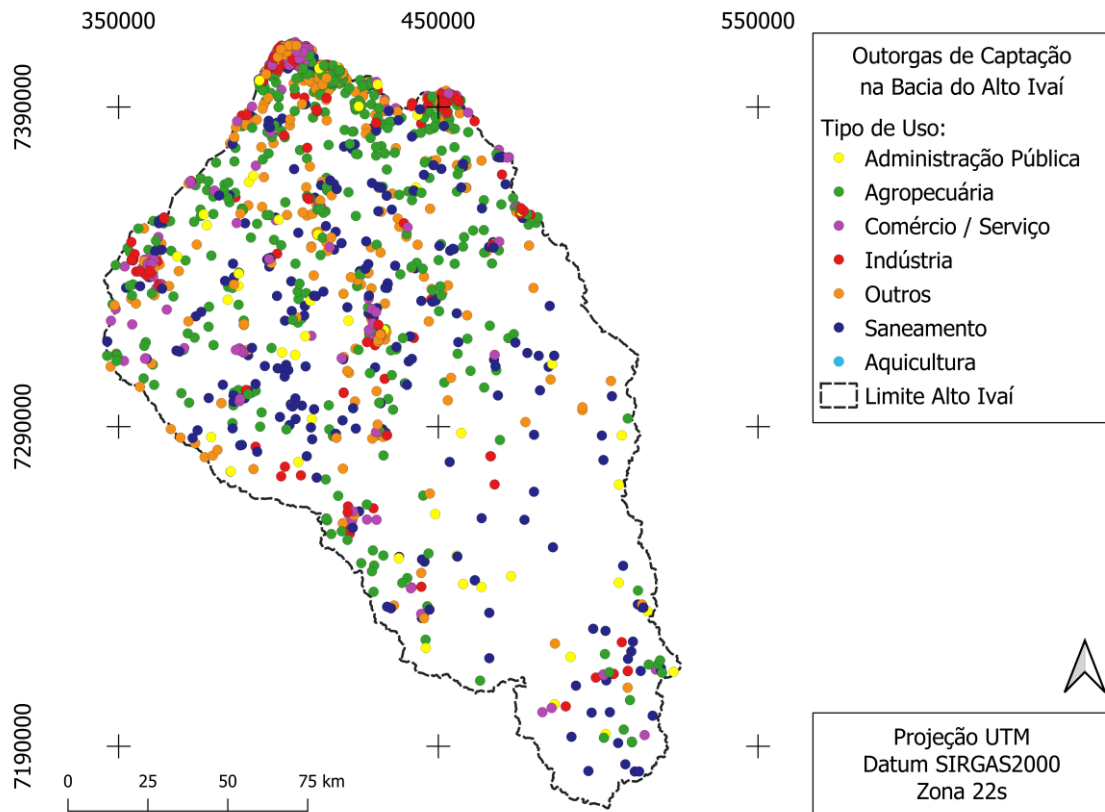 350000
450000
550000
7390000
7290000
7190000
Outorgas de Captação
na Bacia do Alto Ivaí
Tipo de Uso:
Administração Pública
Agropecuária
Comércio / Serviço
Indústria
Outros
Saneamento
Aquicultura
Limite Alto Ivaí
0 25 50 75 km
Projeção UTM
Datum SIRGAS2000
Zona 22s